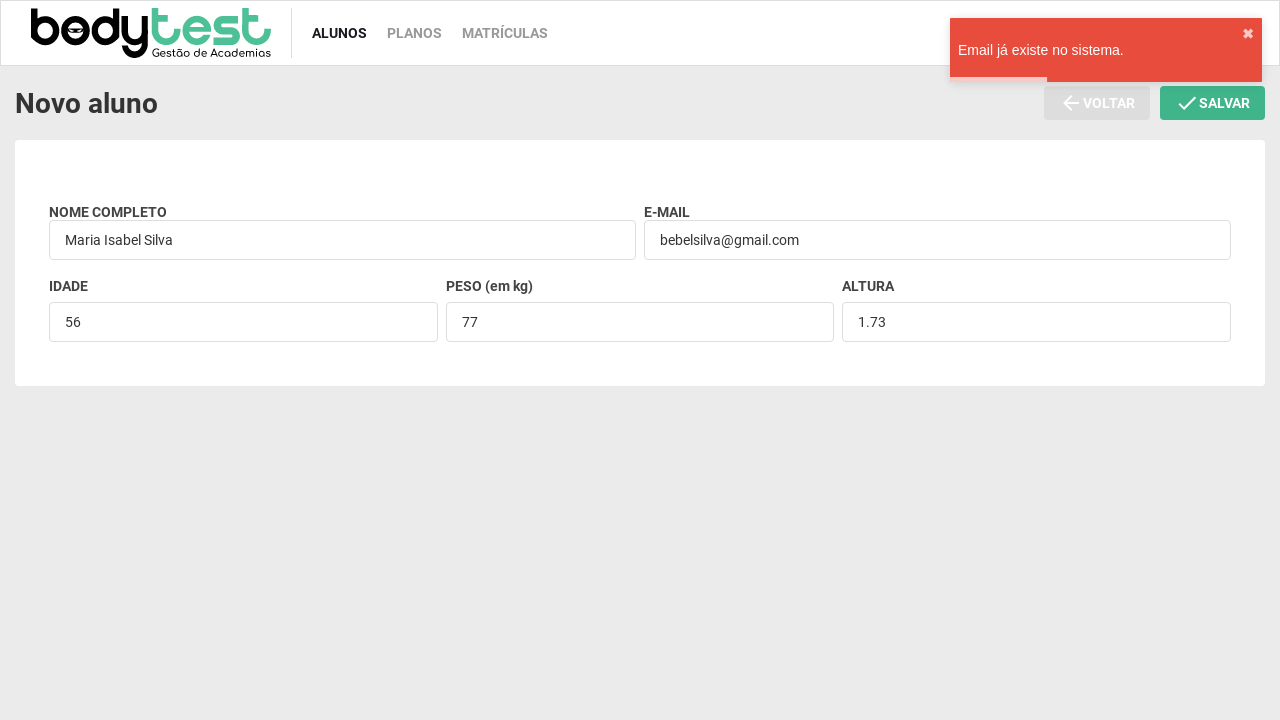 bodytest
Gestão de Academias
ALUNOS PLANOS MATRÍCULAS
Email já existe no sistema.
Novo aluno
VOLTAR SALVAR
NOME COMPLETO E-MAIL
Maria Isabel Silva bebelsilva@gmail.com
IDADE PESO (em kg) ALTURA
56 77 1.73